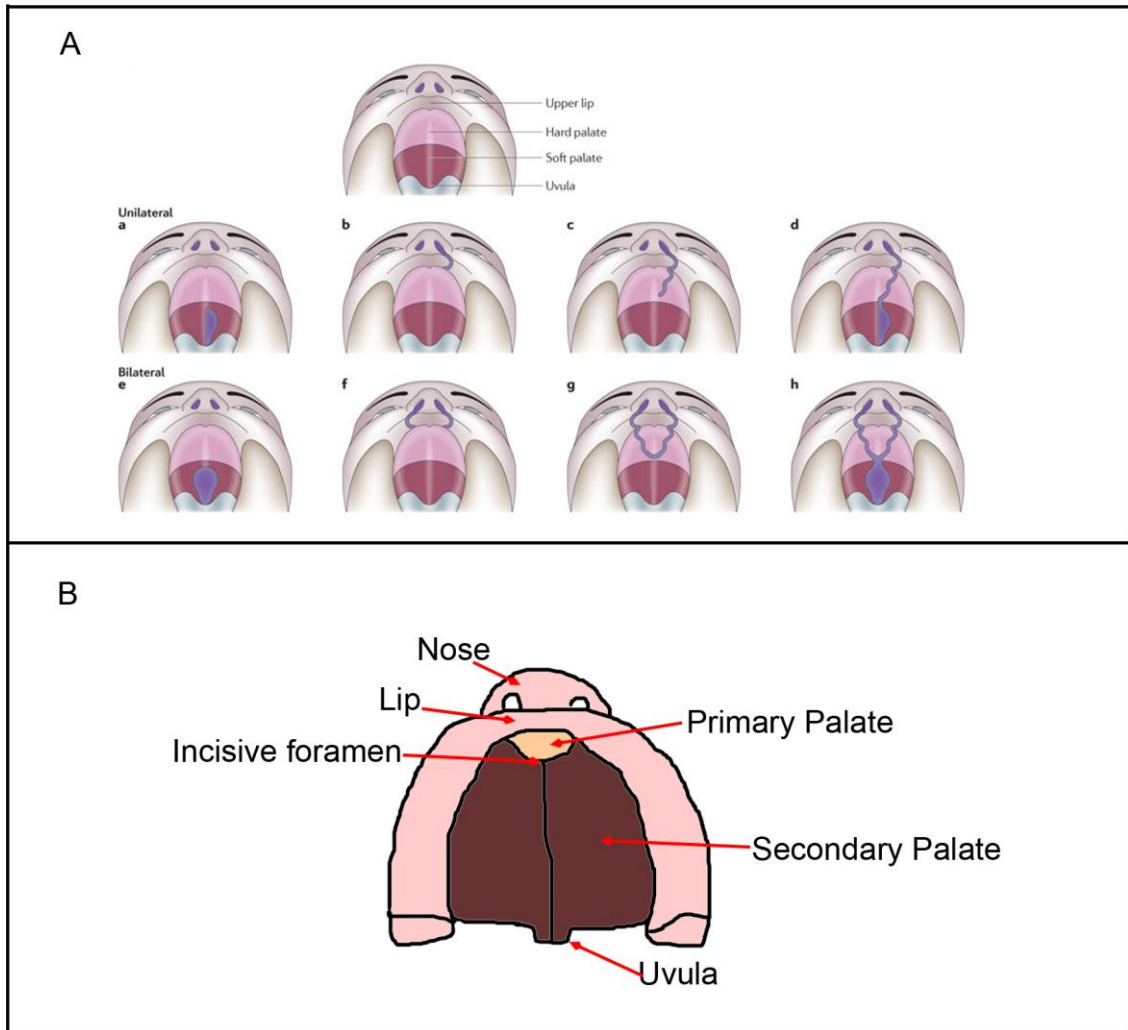 A
Upper lip
Hard palate
Soft palate
Uvula
Unilateral
a b c d
Bilateral
e f g h
B
Nose
Lip
Primary Palate
Incisive foramen
Secondary Palate
Uvula